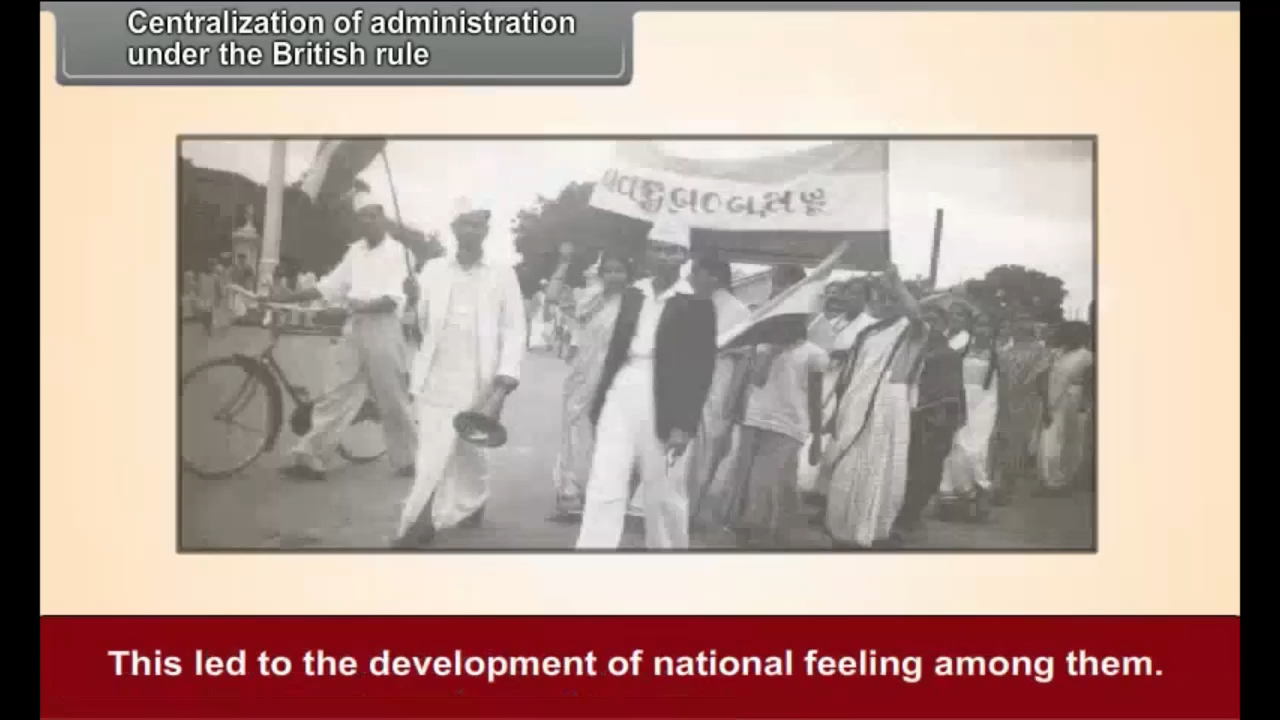 Centralization of administration
under the British rule
This led to the development of national feeling among them.